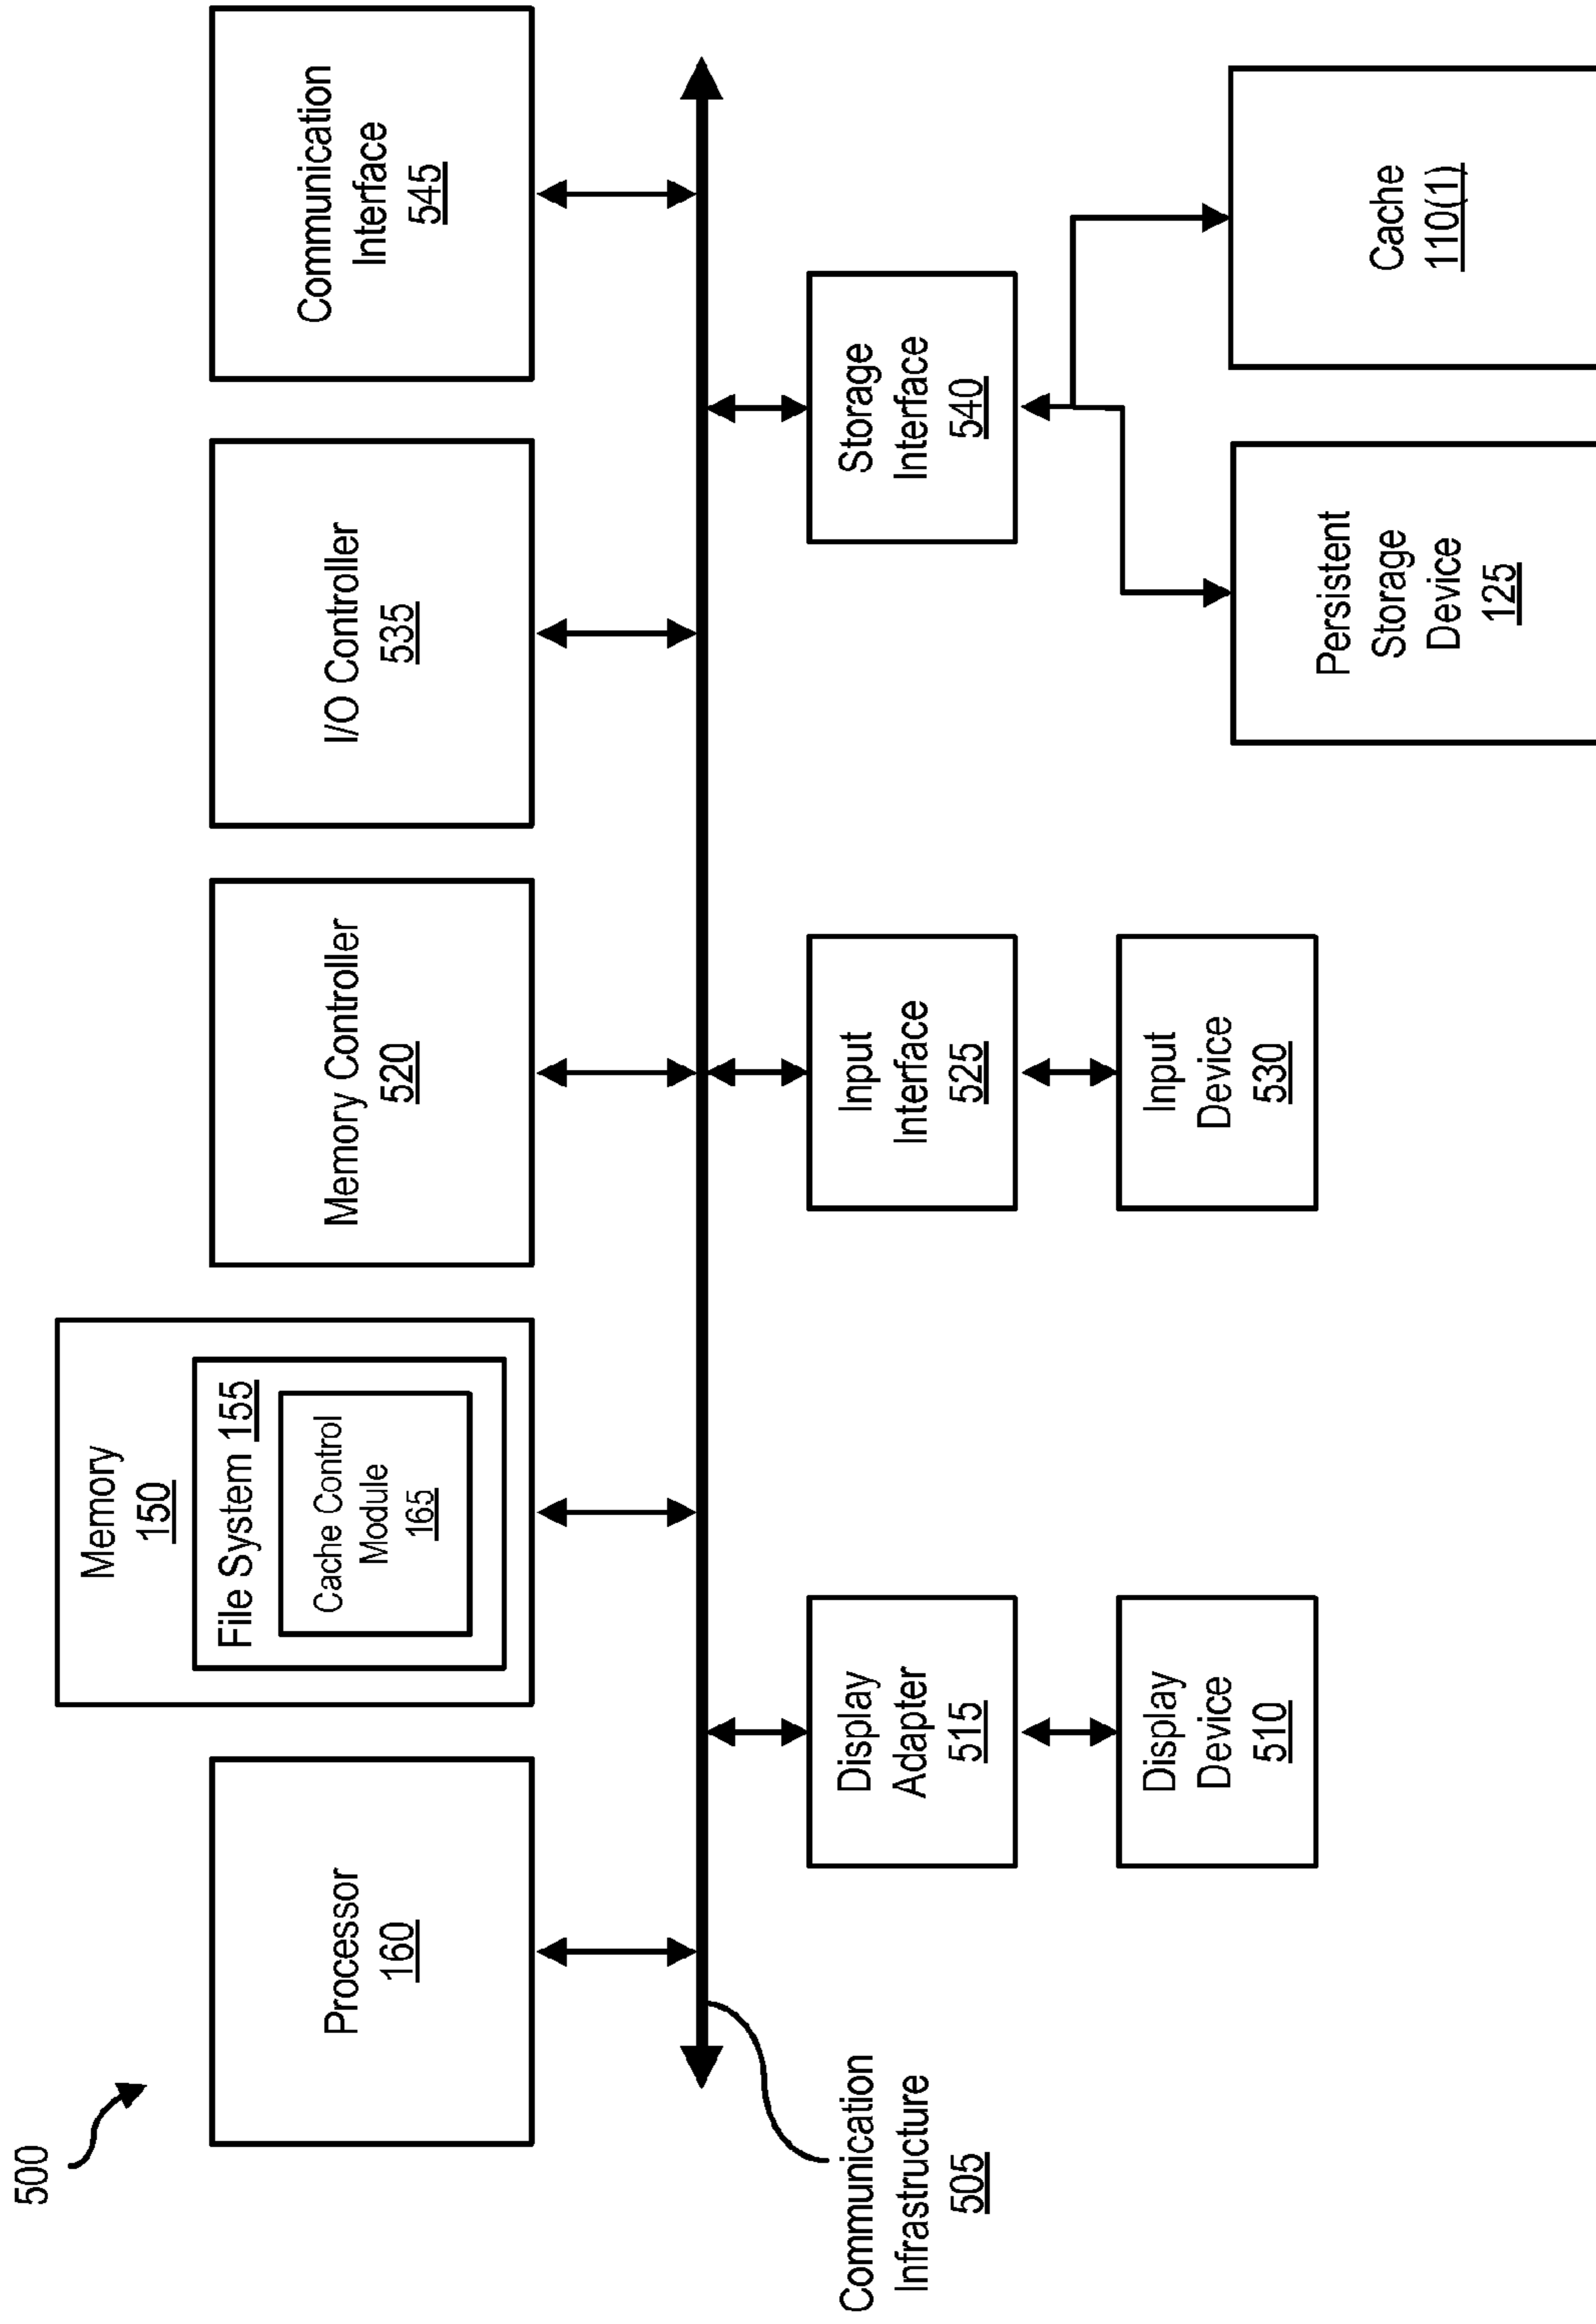 500
Processor
160
Memory
150
File System 155
Cache Control
Module
165
Memory Controller
520
I/O Controller
535
Communication
Interface
545
Communication
Infrastructure
505
Display
Adapter
515
Display
Device
510
Input
Interface
525
Input
Device
530
Storage
Interface
540
Persistent
Storage
Device
125
Cache
110(1)